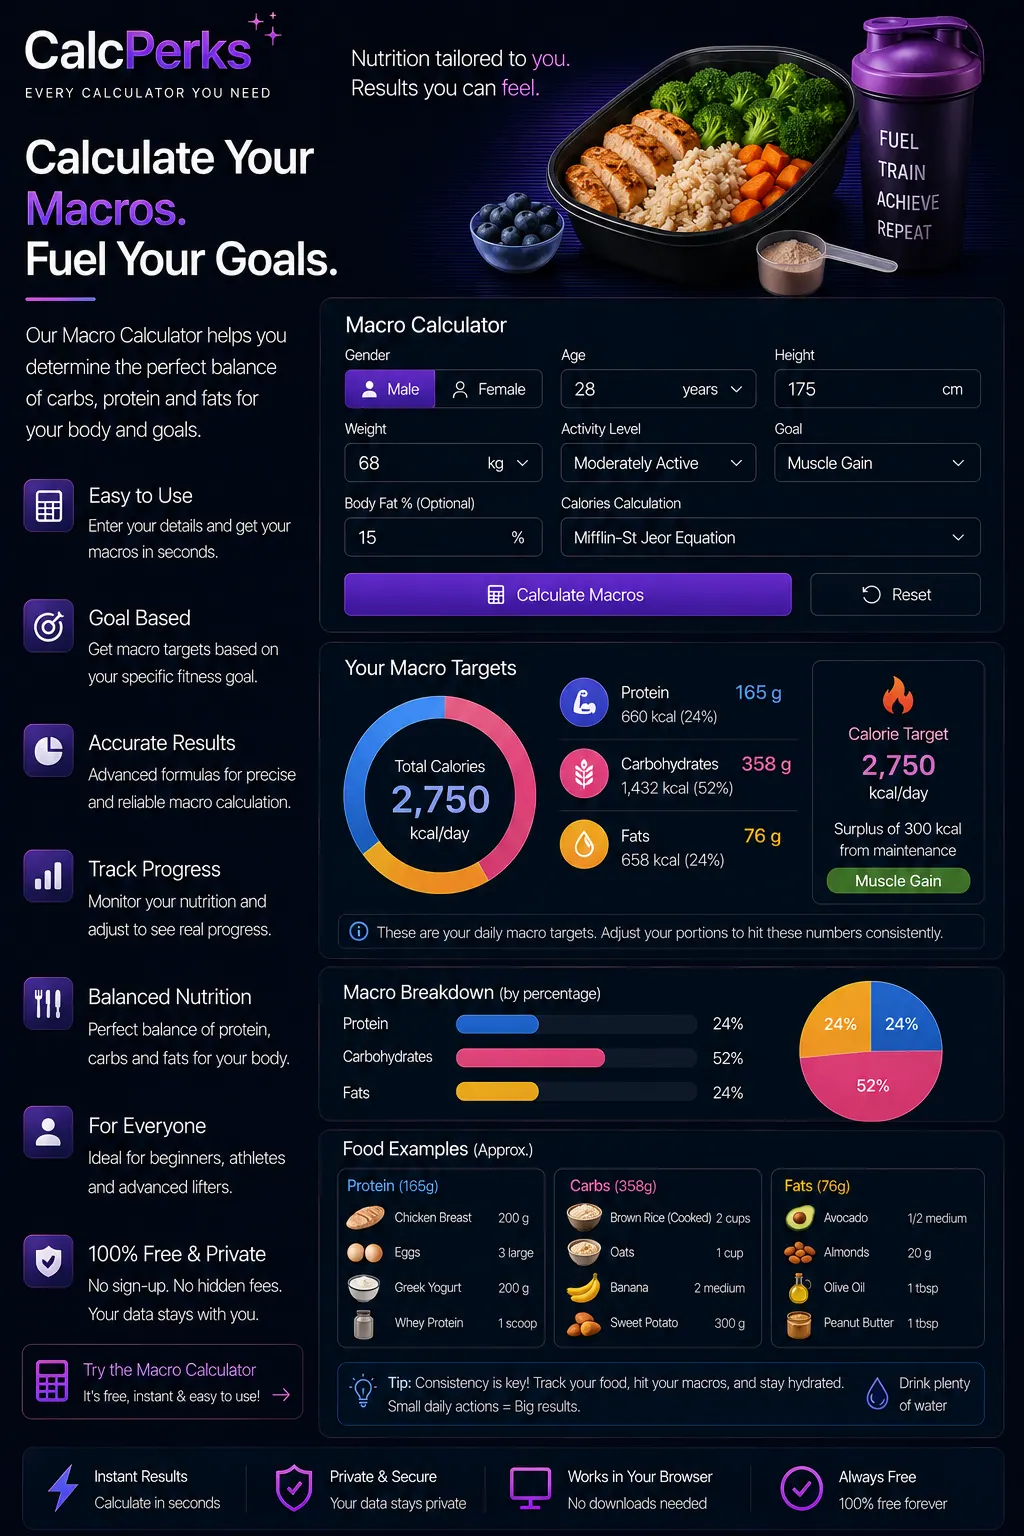 CalcPerks
EVERY CALCULATOR YOU NEED
Nutrition tailored to you.
Results you can feel.
FUEL
TRAIN
ACHIEVE
REPEAT
Calculate Your
Macros.
Fuel Your Goals.
Our Macro Calculator helps you
determine the perfect balance
of carbs, protein and fats for
your body and goals.
Easy to Use
Enter your details and get your
macros in seconds.
Goal Based
Get macro targets based on
your specific fitness goal.
Accurate Results
Advanced formulas for precise
and reliable macro calculation.
Track Progress
Monitor your nutrition and
adjust to see real progress.
Balanced Nutrition
Perfect balance of protein,
carbs and fats for your body.
For Everyone
Ideal for beginners, athletes
and advanced lifters.
100% Free & Private
No sign-up. No hidden fees.
Your data stays with you.
Try the Macro Calculator
It's free, instant & easy to use!
Macro Calculator
Gender Age Height
Male Female 28 years 175 cm
Weight Activity Level Goal
68 kg Moderately Active Muscle Gain
Body Fat % (Optional) Calories Calculation
15 % Mifflin-St Jeor Equation
Calculate Macros Reset
Your Macro Targets
Total Calories
2,750
kcal/day
Protein 165 g
660 kcal (24%)
Carbohydrates 358 g
1,432 kcal (52%)
Fats 76 g
658 kcal (24%)
Calorie Target
2,750
kcal/day
Surplus of 300 kcal
from maintenance
Muscle Gain
These are your daily macro targets. Adjust your portions to hit these numbers consistently.
Macro Breakdown (by percentage)
Protein 24%
Carbohydrates 52%
Fats 24%
24% 24%
52%
Food Examples (Approx.)
Protein (165g)
Chicken Breast 200 g
Eggs 3 large
Greek Yogurt 200 g
Whey Protein 1 scoop
Carbs (358g)
Brown Rice (Cooked) 2 cups
Oats 1 cup
Banana 2 medium
Sweet Potato 300 g
Fats (76g)
Avocado 1/2 medium
Almonds 20 g
Olive Oil 1 tbsp
Peanut Butter 1 tbsp
Tip: Consistency is key! Track your food, hit your macros, and stay hydrated.
Small daily actions = Big results.
Drink plenty
of water
Instant Results
Calculate in seconds
Private & Secure
Your data stays private
Works in Your Browser
No downloads needed
Always Free
100% free forever